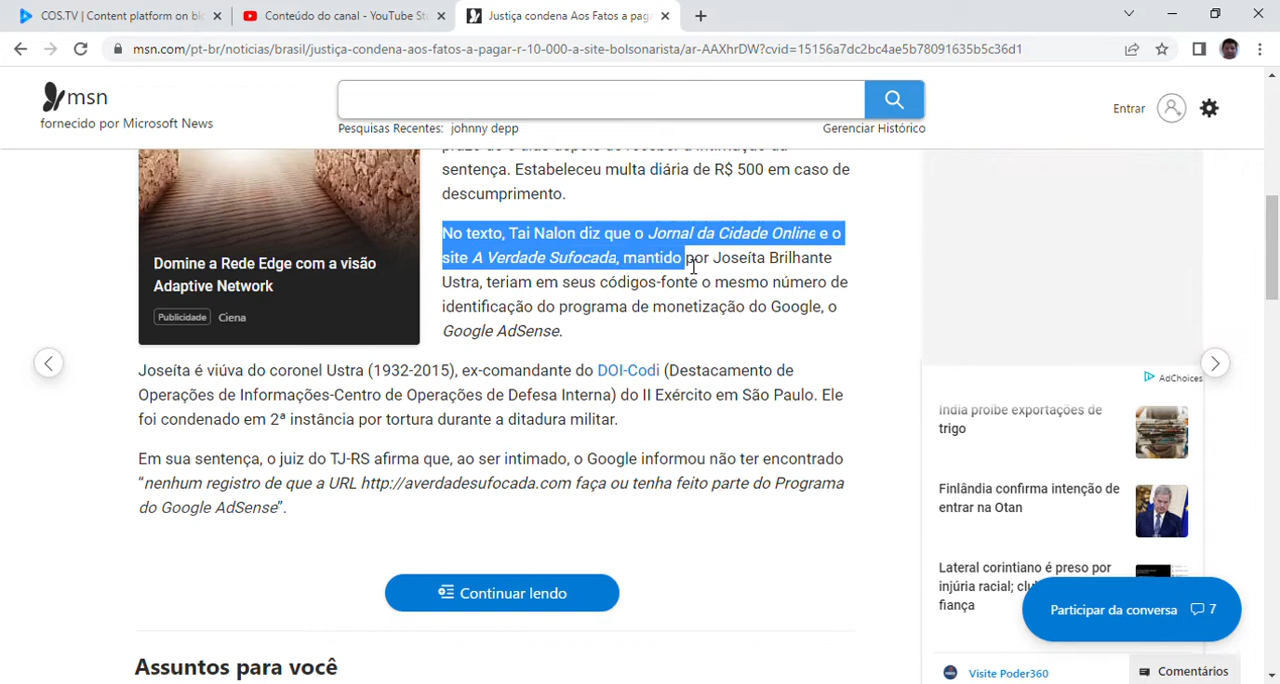 COS.TV | Content platform on blo
Conteúdo do canal - YouTube Stu
Justiça condena Aos Fatos a paga
msn.com/pt-br/noticias/brasil/justiça-condena-aos-fatos-a-pagar-r-10-000-a-site-bolsonarista/ar-AAXhrDW?cvid=15156a7dc2bc4ae5b78091635b5c36d1
msn
fornecido por Microsoft News
Pesquisas Recentes: johnny depp
Gerenciar Histórico
Entrar
sentença. Estabeleceu multa diária de R$ 500 em caso de
descumprimento.
No texto, Tai Nalon diz que o Jornal da Cidade Online e o
site A Verdade Sufocada, mantido por Joseíta Brilhante
Ustra, teriam em seus códigos-fonte o mesmo número de
identificação do programa de monetização do Google, o
Google AdSense.
Domine a Rede Edge com a visão
Adaptive Network
Publicidade Ciena
Joseíta é viúva do coronel Ustra (1932-2015), ex-comandante do DOI-Codi (Destacamento de
Operações de Informações-Centro de Operações de Defesa Interna) do II Exército em São Paulo. Ele
foi condenado em 2ª instância por tortura durante a ditadura militar.
Em sua sentença, o juiz do TJ-RS afirma que, ao ser intimado, o Google informou não ter encontrado
"nenhum registro de que a URL http://averdadesufocada.com faça ou tenha feito parte do Programa
do Google AdSense".
Continuar lendo
Assuntos para você
AdChoices
Índia proíbe exportações de
trigo
Finlândia confirma intenção de
entrar na Otan
Lateral corintiano é preso por
injúria racial;
fiança
Participar da conversa 7
Visite Poder360
Comentários